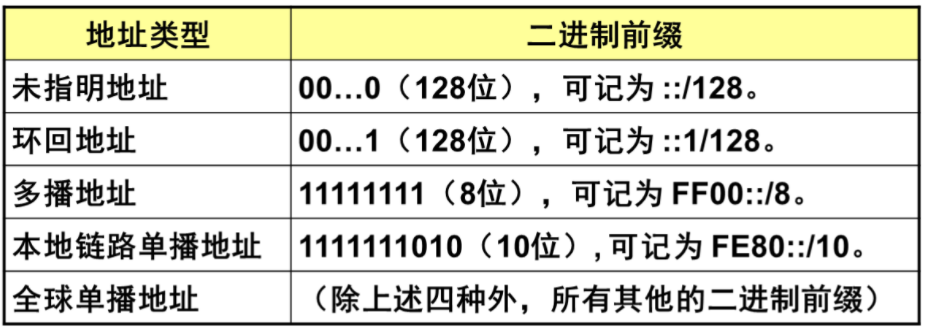 地址类型 二进制前缀
未指明地址 00…0（128位），可记为 ::/128。
环回地址 00…1（128位），可记为 ::1/128。
多播地址 11111111（8位），可记为 FF00::/8。
本地链路单播地址 1111111010（10位）,可记为 FE80::/10。
全球单播地址 （除上述四种外，所有其他的二进制前缀）